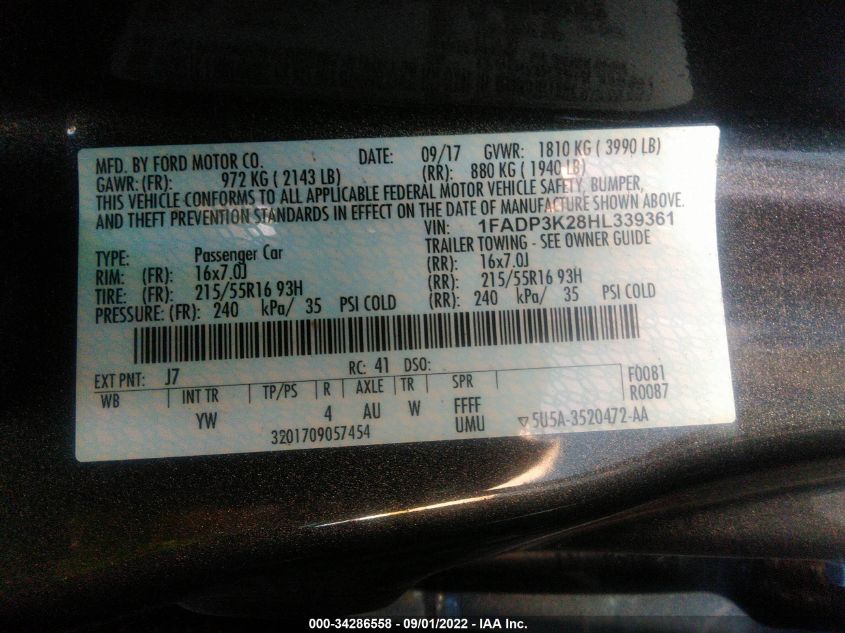 MFD. BY FORD MOTOR CO. DATE: 09/17 GVWR: 1810 KG ( 3990 LB)
GAWR: (FR): 972 KG ( 2143 LB) (RR): 880 KG ( 1940 LB)
THIS VEHICLE CONFORMS TO ALL APPLICABLE FEDERAL MOTOR VEHICLE SAFETY, BUMPER,
AND THEFT PREVENTION STANDARDS IN EFFECT ON THE DATE OF MANUFACTURE SHOWN ABOVE.
VIN: 1FADP3K28HL339361
TRAILER TOWING - SEE OWNER GUIDE
TYPE: Passenger Car
RIM: (FR): 16x7.0J (RR): 16x7.0J
TIRE: (FR): 215/55R16 93H (RR): 215/55R16 93H
PRESSURE: (FR): 240 kPa/ 35 PSI COLD (RR): 240 kPa/ 35 PSI COLD
EXT PNT: J7 RC: 41 DSO:
WB INT TR TP/PS R AXLE TR SPR F0081
R0087
YW 4 AU W FFFF
UMU
3201709057454 ▽5U5A-3520472-AA
000-34286558 - 09/01/2022 - IAA Inc.